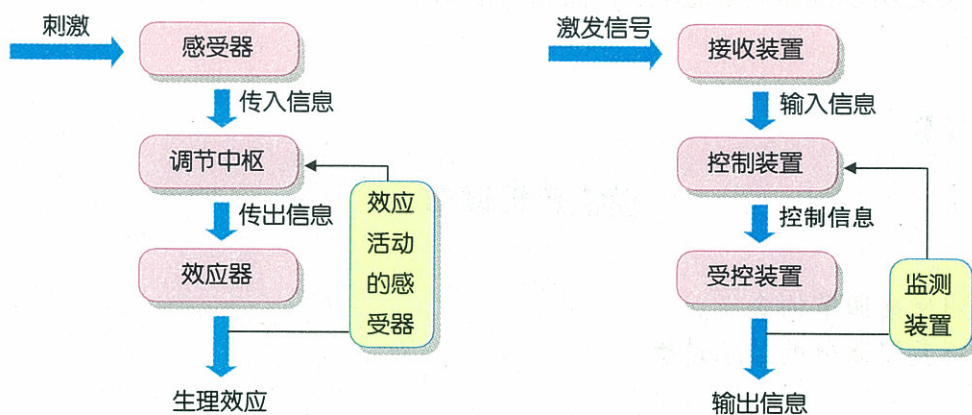 刺激
感受器
传入信息
调节中枢
传出信息
效应器
效应
活动
的感
受器
生理效应
激发信号
接收装置
输入信息
控制装置
控制信息
受控装置
监测
装置
输出信息